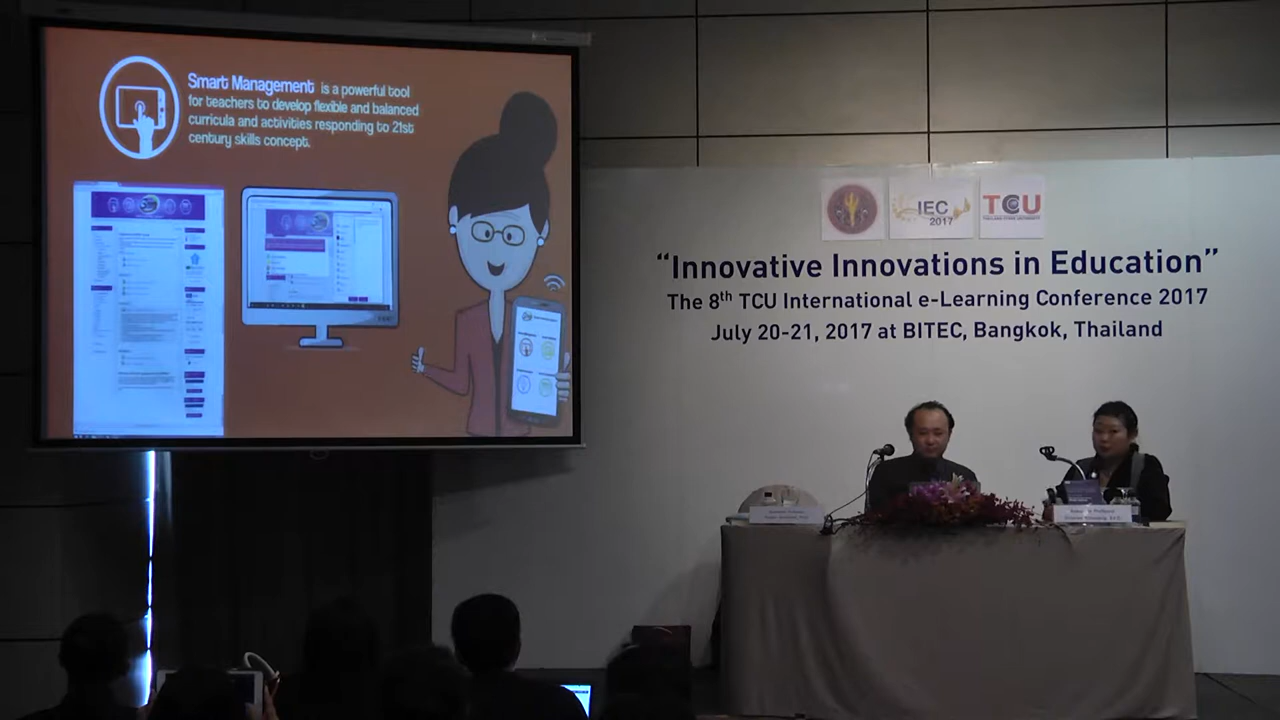 Smart Management is a powerful tool
for teachers to develop flexible and balanced
curricula and activities responding to 21st
century skills concept.
IEC
2017
TCU
“Innovative Innovations in Education”
The 8th TCU International e-Learning Conference 2017
July 20-21, 2017 at BITEC, Bangkok, Thailand